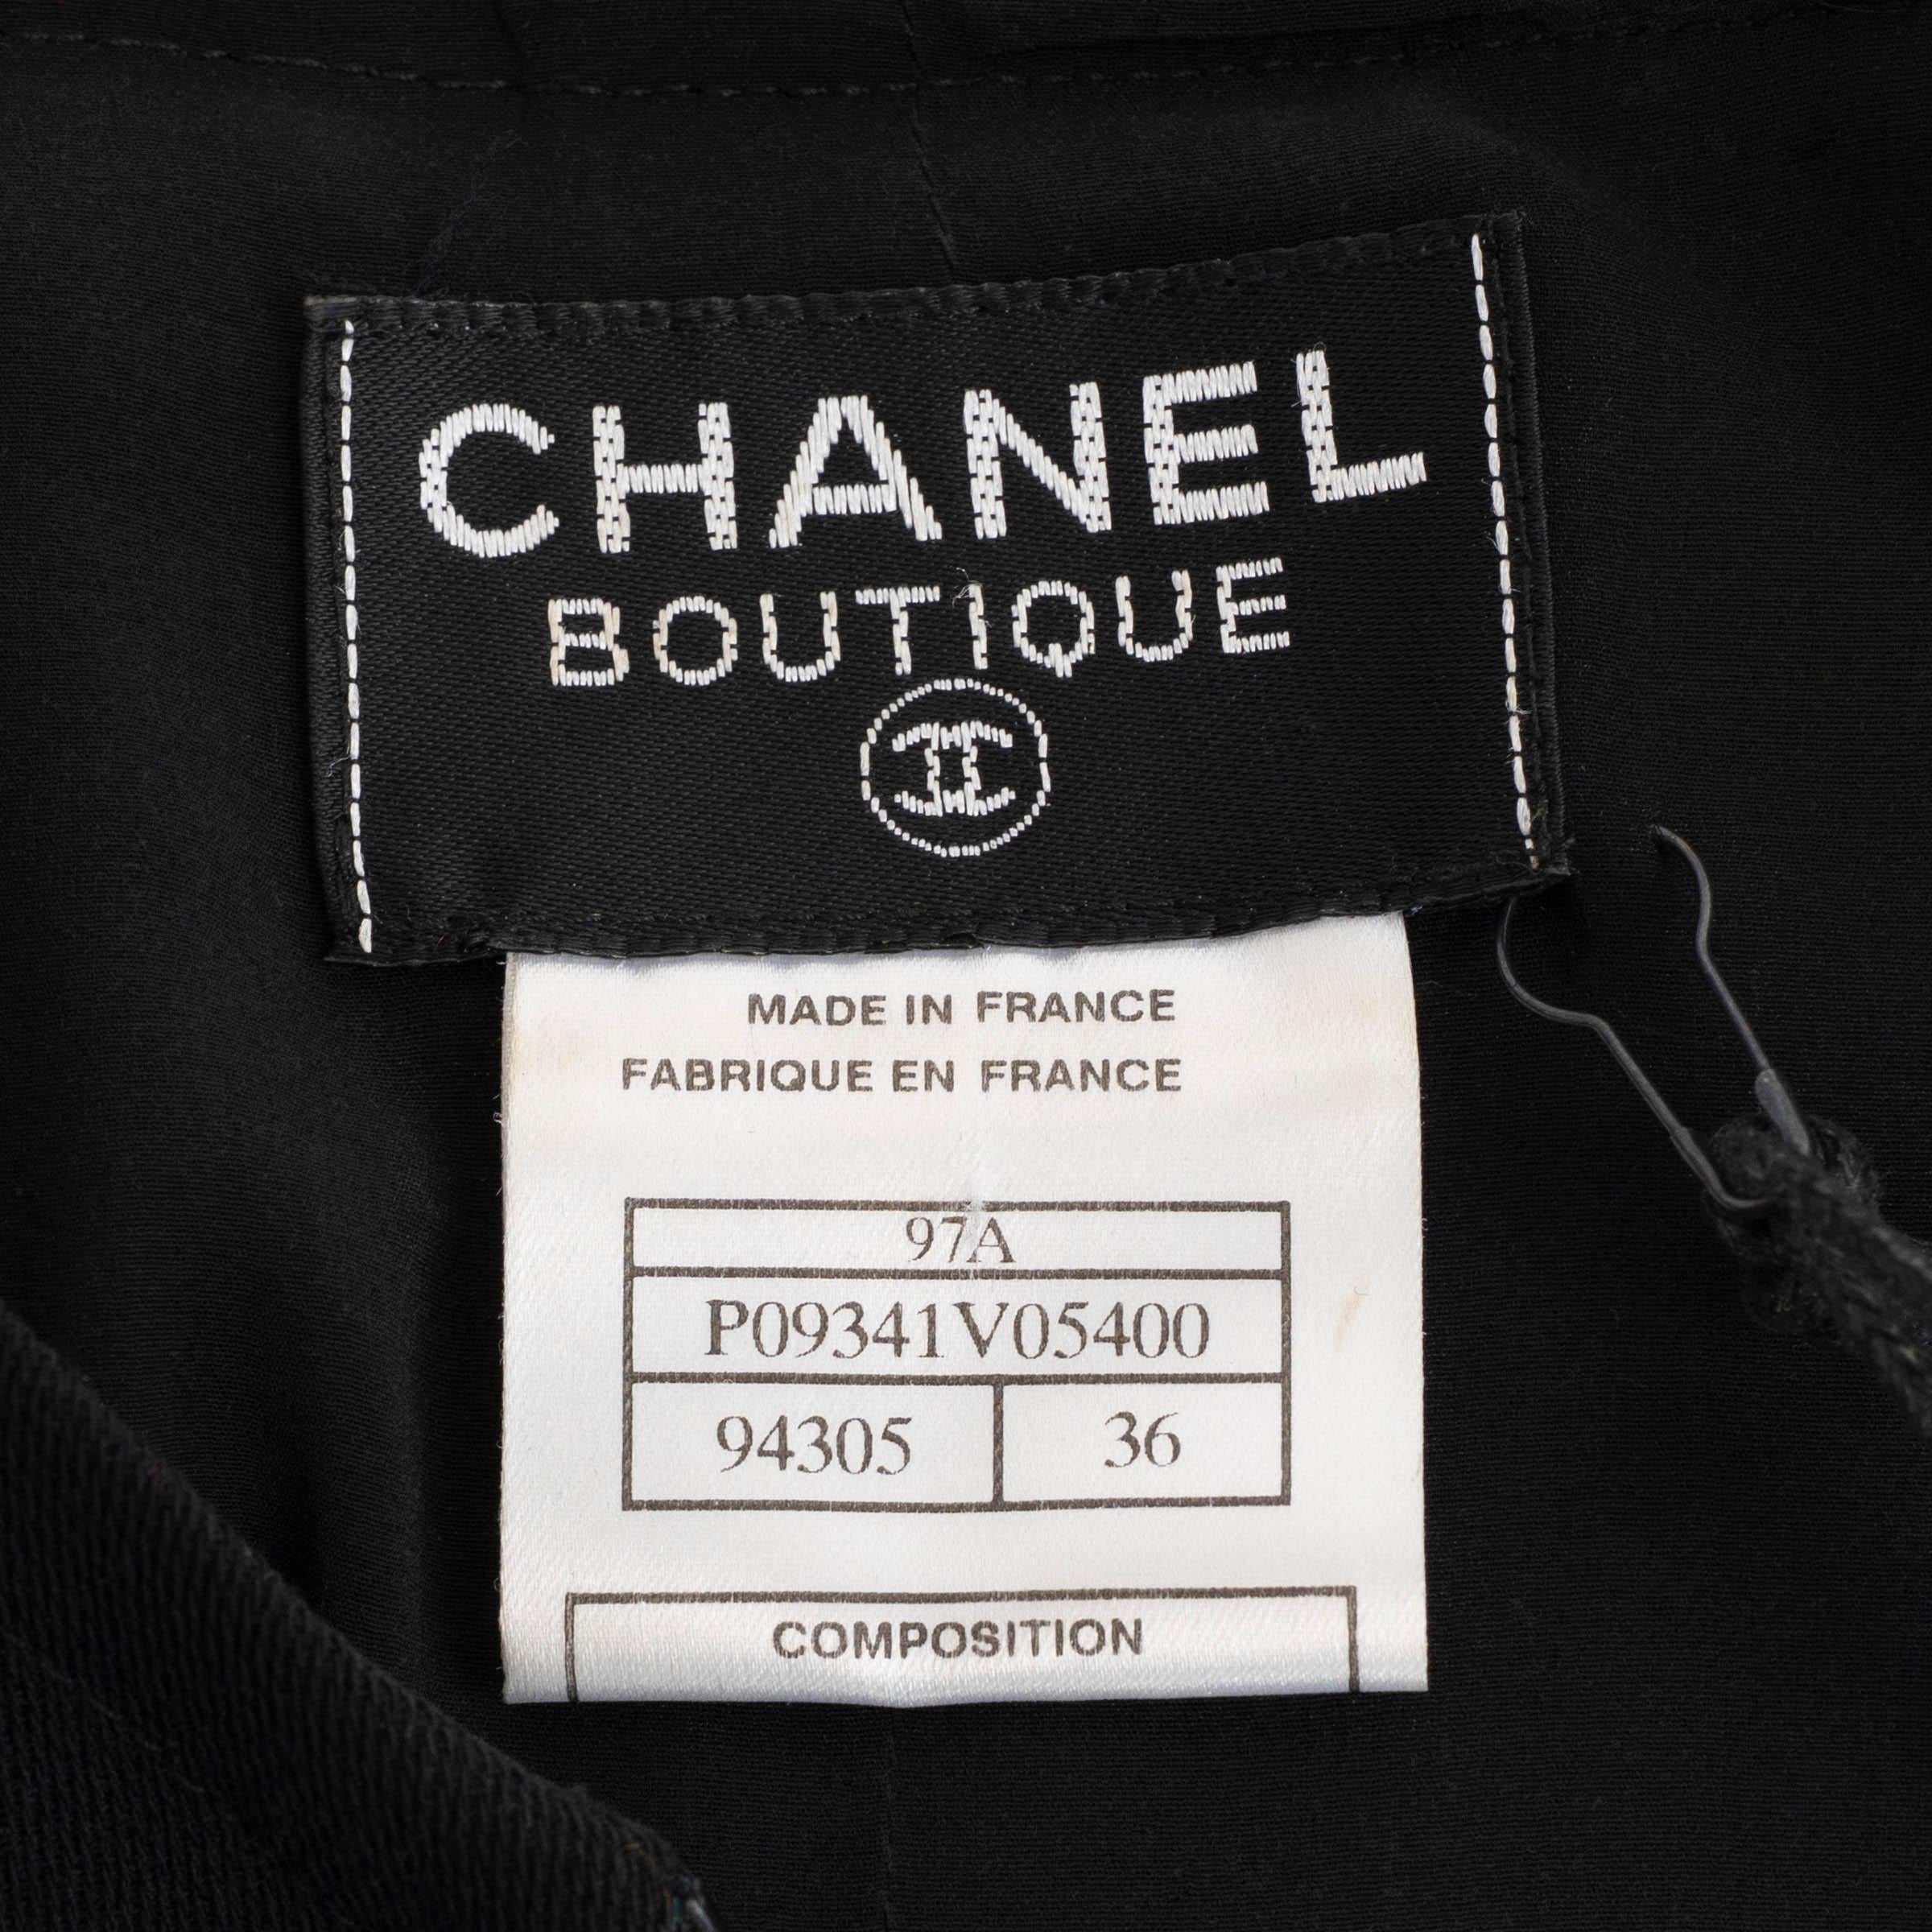 CHANEL
BOUTIQUE
MADE IN FRANCE
FABRIQUE EN FRANCE
97A
P09341V05400
94305 36
COMPOSITION